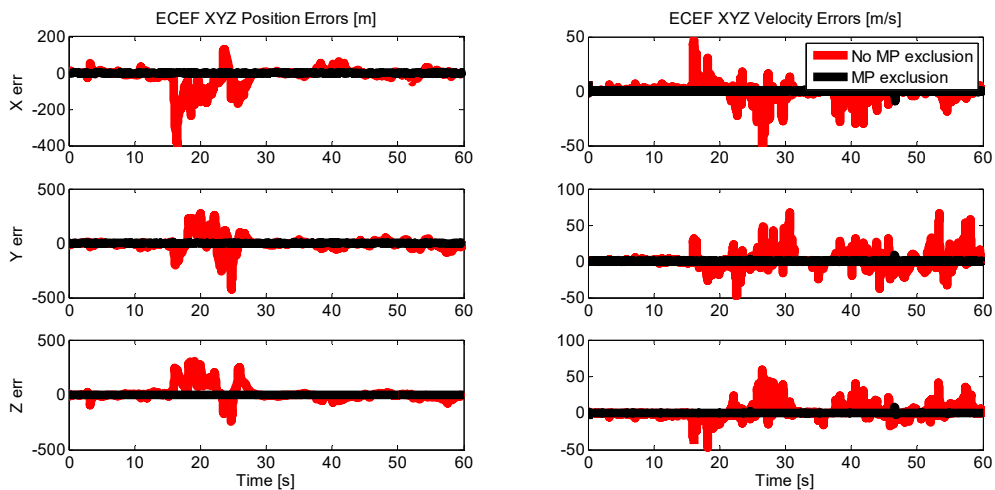 ECEF XYZ Position Errors [m]
200
0
-200
-400
X err
0 10 20 30 40 50 60
500
0
-500
Y err
0 10 20 30 40 50 60
500
0
-500
Z err
0 10 20 30 40 50 60
Time [s]
ECEF XYZ Velocity Errors [m/s]
50
0
-50
No MP exclusion
MP exclusion
0 10 20 30 40 50 60
100
50
0
-50
0 10 20 30 40 50 60
100
50
0
-50
0 10 20 30 40 50 60
Time [s]